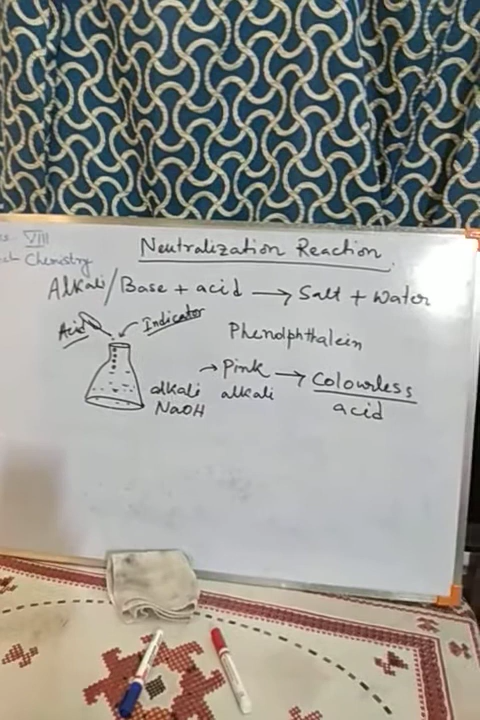 VIII
Chemistry
Neutralization Reaction
Alkali/Base + acid → Salt + Water
Acid
Indicator
Phenolphthalein
→ Pink → Colourless
alkali alkali acid
NaOH